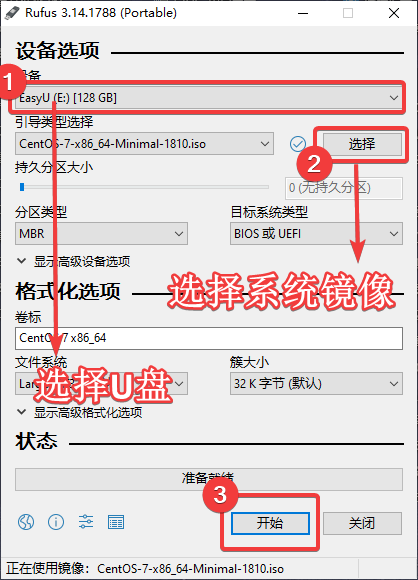 Rufus 3.14.1788 (Portable)
设备选项
1
EasyU (E:) [128 GB]
引导类型选择
CentOS-7-x86_64-Minimal-1810.iso
选择
2
持久分区大小
0 (无持久分区)
分区类型
目标系统类型
MBR
BIOS 或 UEFI
显示高级设备选项
选择系统镜像
格式化选项
卷标
CentOS 7 x86_64
文件系统
簇大小
选择U盘
32 K 字节 (默认)
显示高级格式化选项
状态
准备就绪
3
开始
关闭
正在使用镜像: CentOS-7-x86_64-Minimal-1810.iso